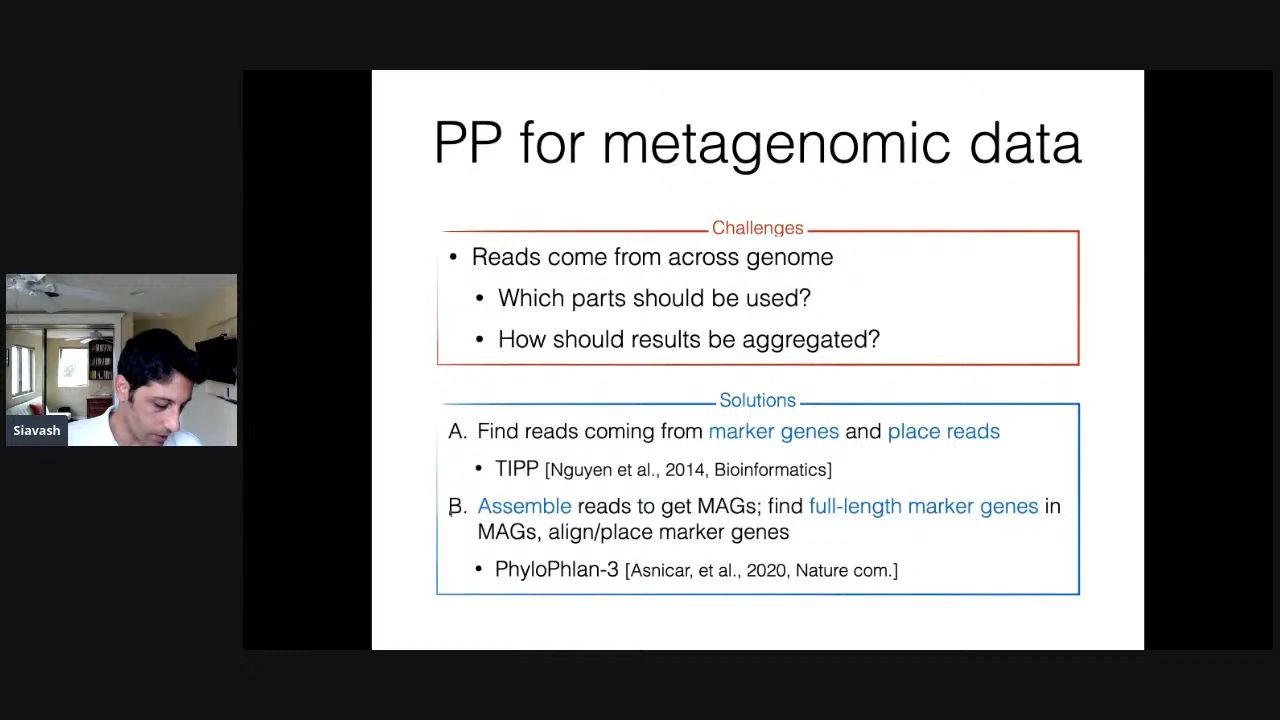 PP for metagenomic data
Challenges
• Reads come from across genome
• Which parts should be used?
• How should results be aggregated?
Solutions
A. Find reads coming from marker genes and place reads
• TIPP [Nguyen et al., 2014, Bioinformatics]
B. Assemble reads to get MAGs; find full-length marker genes in
MAGs, align/place marker genes
• PhyloPhlan-3 [Asnicar, et al., 2020, Nature com.]
Siavash